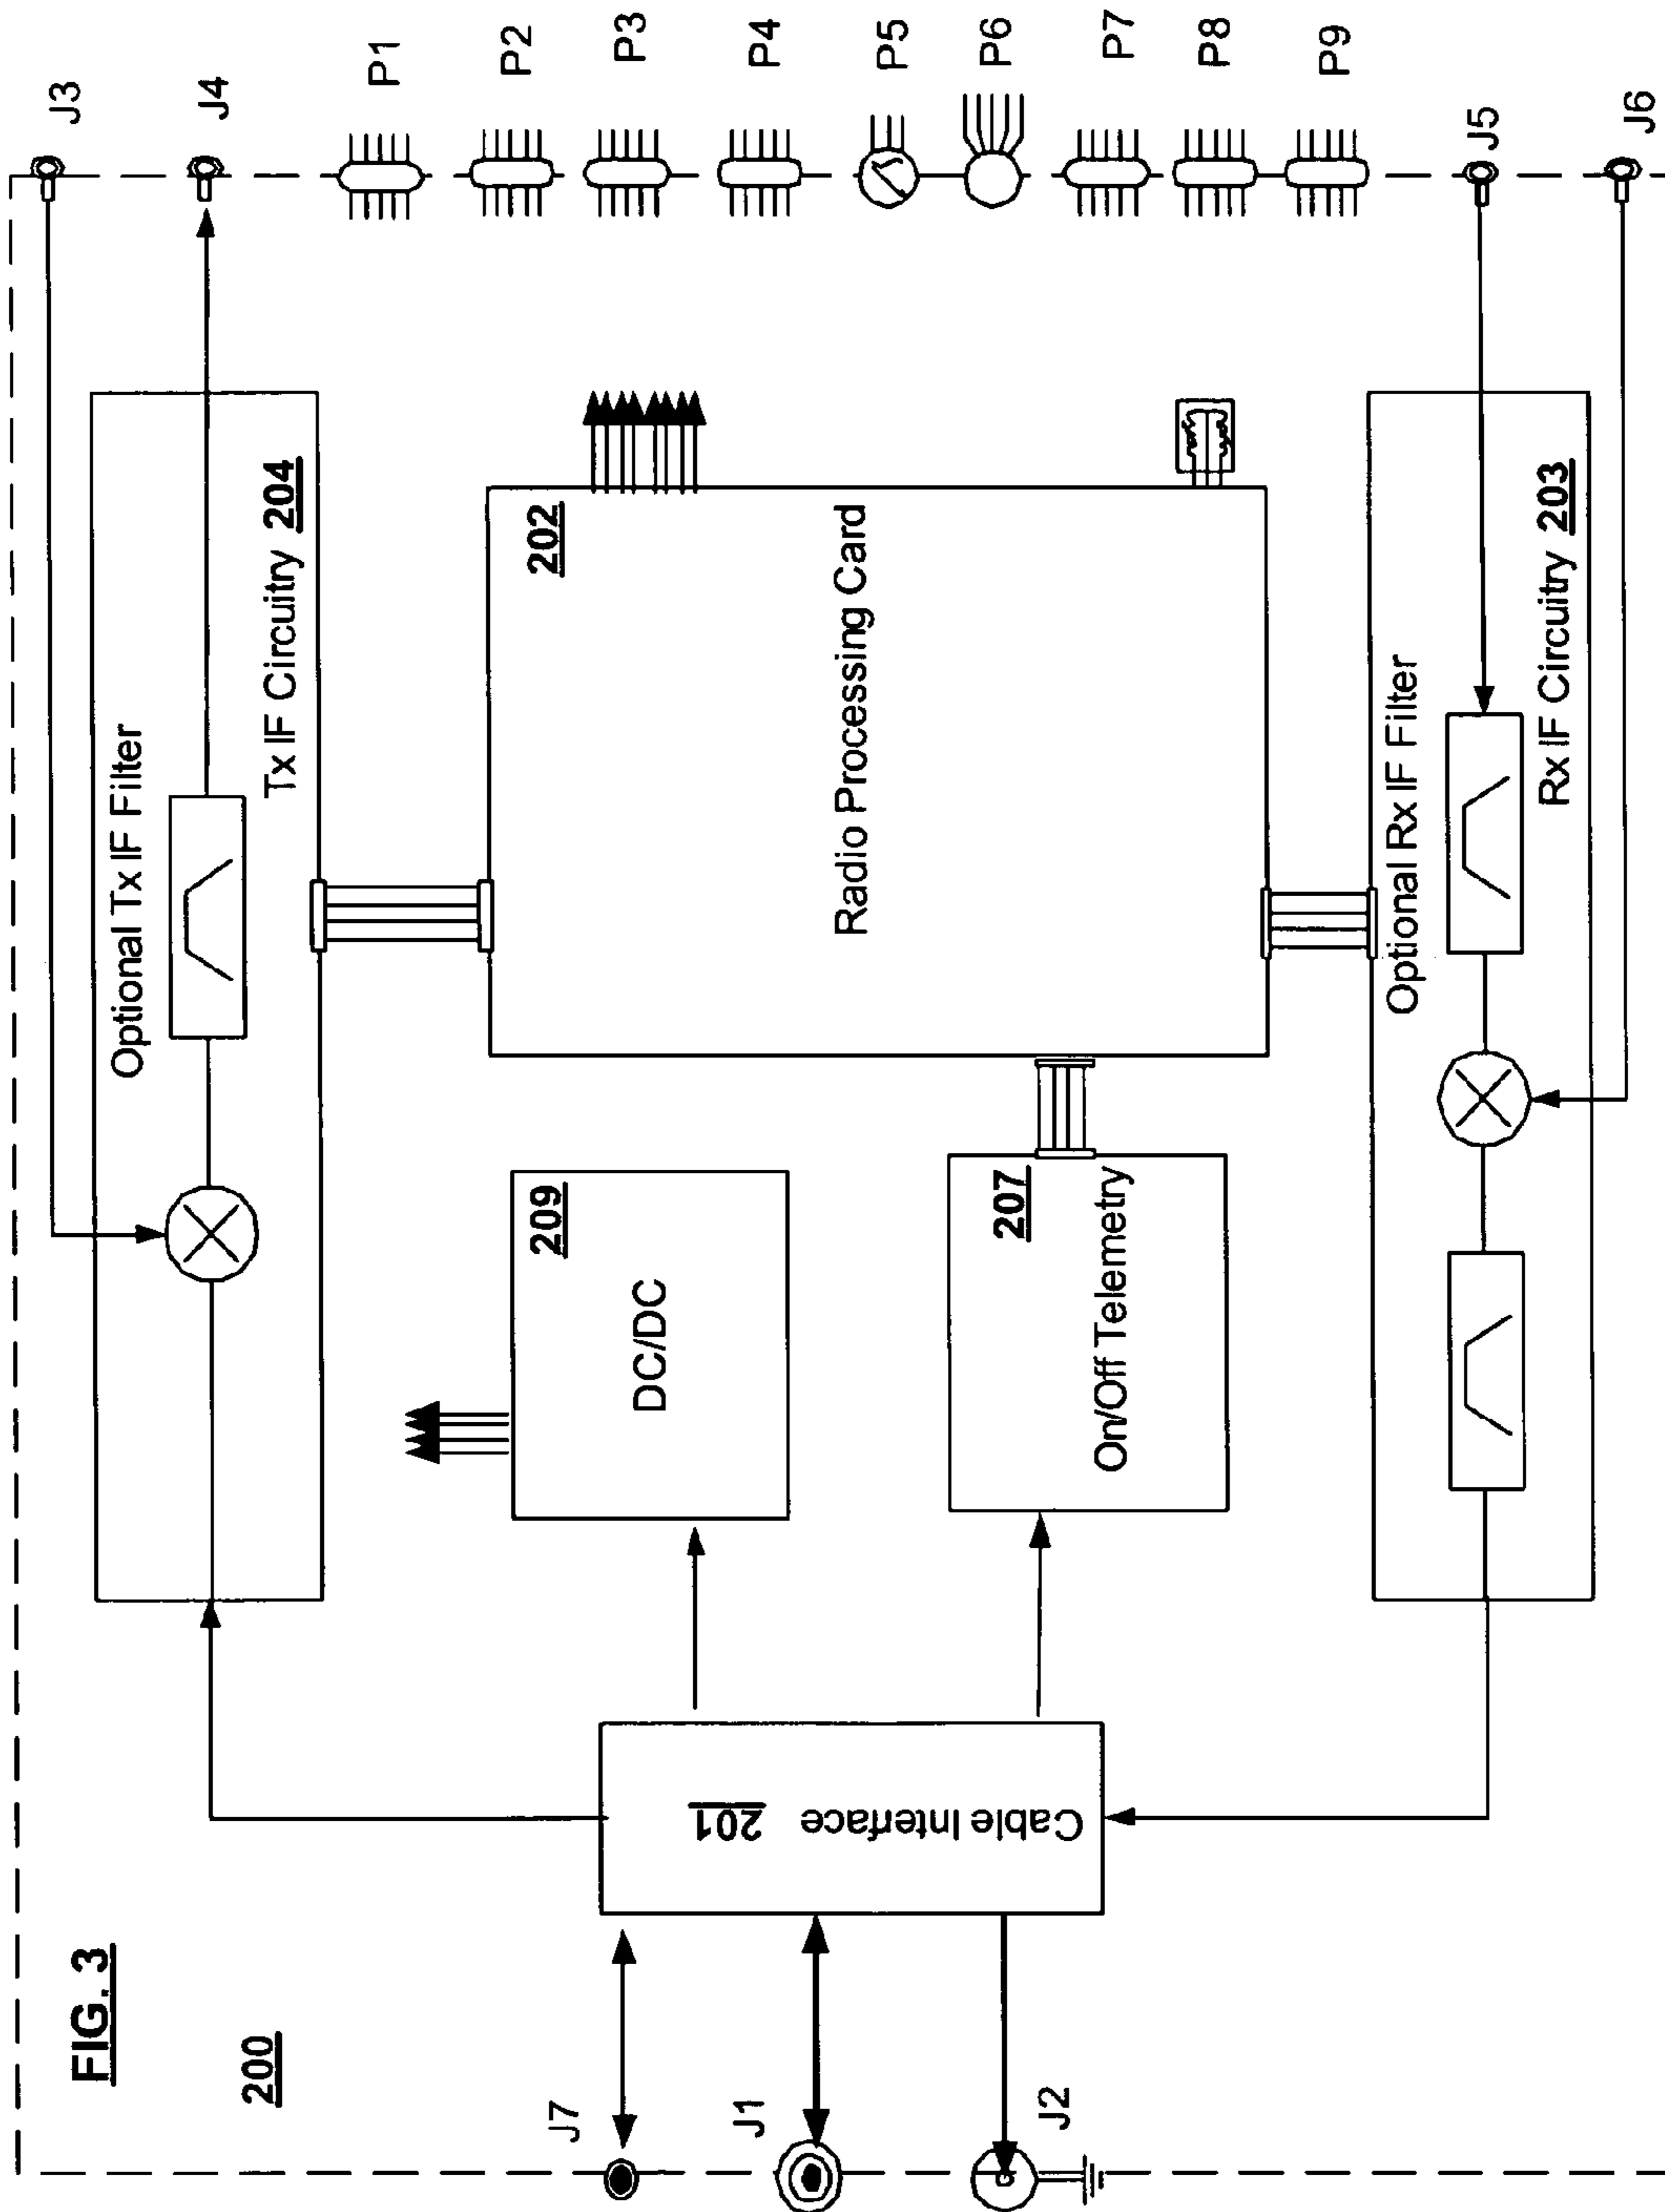 FIG. 3
200
J7
J1
J2
Cable Interface 201
209
DC/DC
207
On/Off Telemetry
Optional Tx IF Filter
Tx IF Circuitry 204
202
Radio Processing Card
Optional Rx IF Filter
Rx IF Circuitry 203
J3
J4
P1
P2
P3
P4
P5
P6
P7
P8
P9
J5
J6